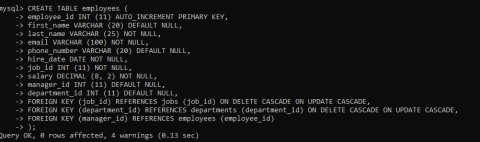 mysql> CREATE TABLE employees (
-> employee_id INT (11) AUTO_INCREMENT PRIMARY KEY,
-> first_name VARCHAR (20) DEFAULT NULL,
-> last_name VARCHAR (25) NOT NULL,
-> email VARCHAR (100) NOT NULL,
-> phone_number VARCHAR (20) DEFAULT NULL,
-> hire_date DATE NOT NULL,
-> job_id INT (11) NOT NULL,
-> salary DECIMAL (8, 2) NOT NULL,
-> manager_id INT (11) DEFAULT NULL,
-> department_id INT (11) DEFAULT NULL,
-> FOREIGN KEY (job_id) REFERENCES jobs (job_id) ON DELETE CASCADE ON UPDATE CASCADE,
-> FOREIGN KEY (department_id) REFERENCES departments (department_id) ON DELETE CASCADE ON UPDATE CASCADE,
-> FOREIGN KEY (manager_id) REFERENCES employees (employee_id)
-> );
Query OK, 0 rows affected, 4 warnings (0.13 sec)